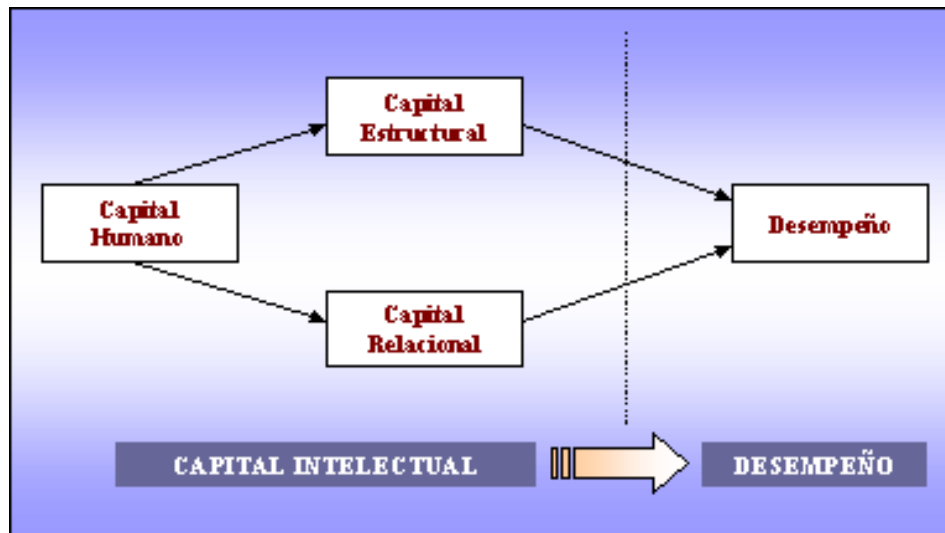 Capital
Estructural
Capital
Humano
Desempeño
Capital
Relacional
CAPITAL INTELECTUAL
DESEMPEÑO